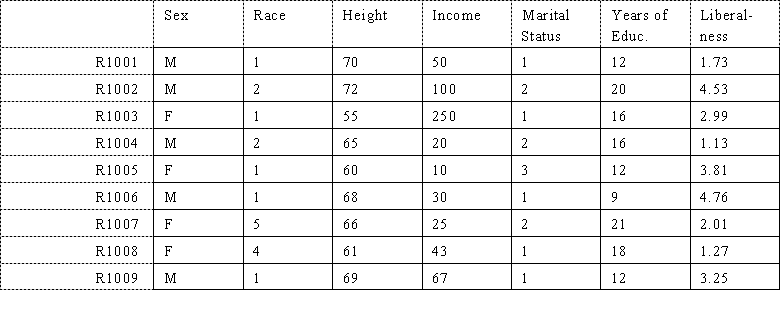 Sex Race Height Income Marital Status Years of Educ. Liberal-ness
R1001 M 1 70 50 1 12 1.73
R1002 M 2 72 100 2 20 4.53
R1003 F 1 55 250 1 16 2.99
R1004 M 2 65 20 2 16 1.13
R1005 F 1 60 10 3 12 3.81
R1006 M 1 68 30 1 9 4.76
R1007 F 5 66 25 2 21 2.01
R1008 F 4 61 43 1 18 1.27
R1009 M 1 69 67 1 12 3.25